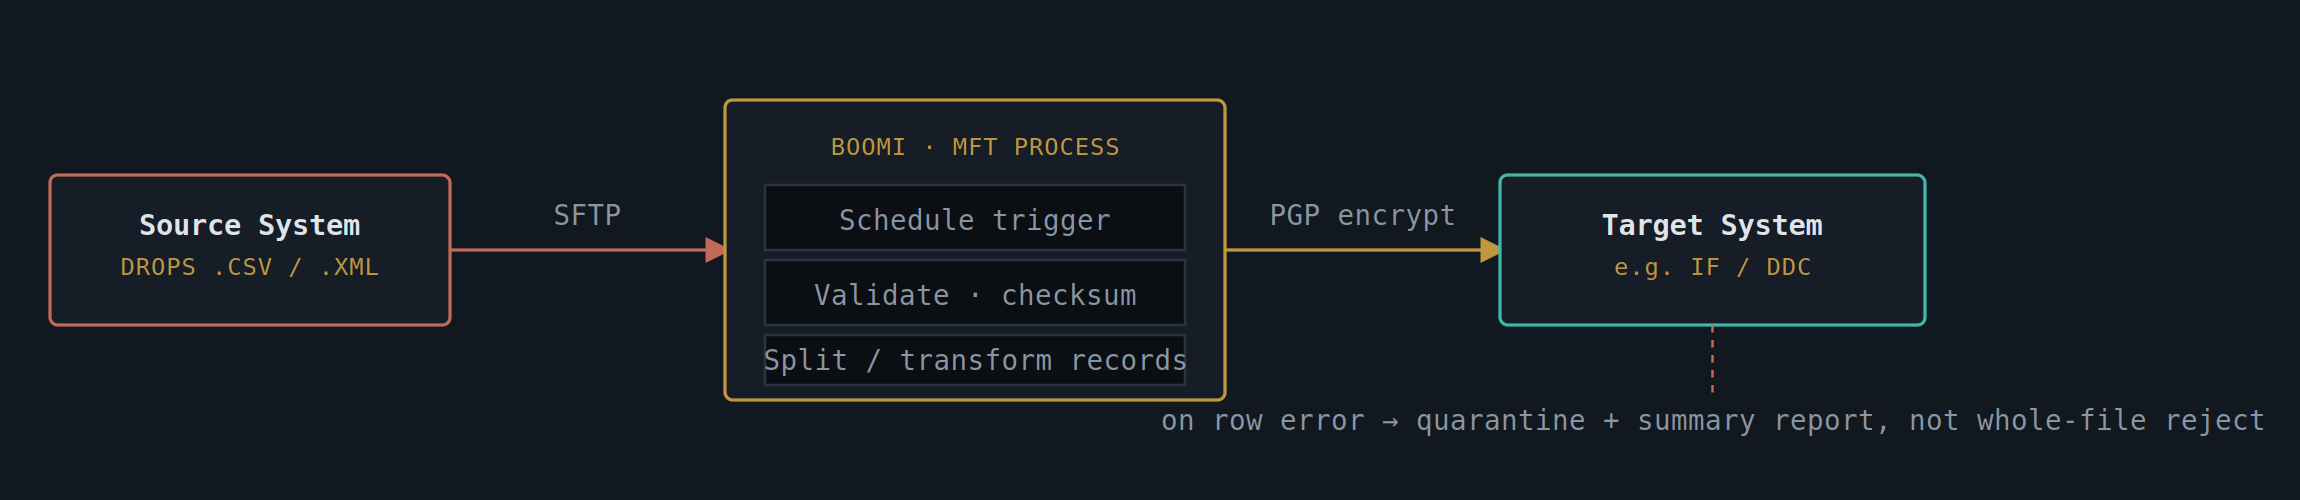 BOOMI · MFT PROCESS
Source System
DROPS .CSV / .XML
SFTP
Schedule trigger
Validate · checksum
Split / transform records
PGP encrypt
Target System
e.g. IF / DDC
on row error → quarantine + summary report, not whole-file reject